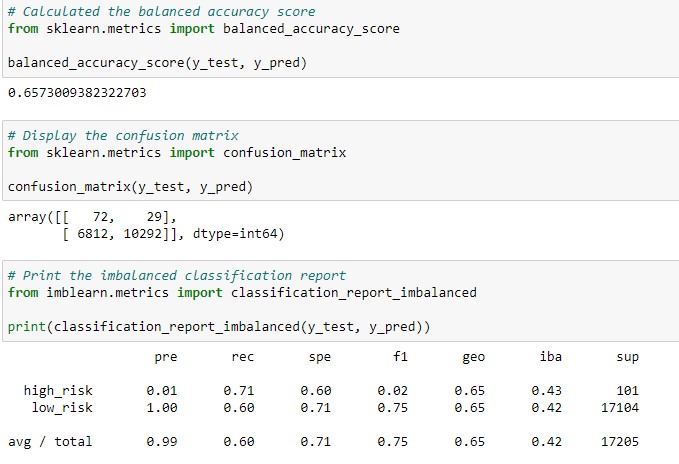 # Calculated the balanced accuracy score
from sklearn.metrics import balanced_accuracy_score
balanced_accuracy_score(y_test, y_pred)
0.6573009382322703
# Display the confusion matrix
from sklearn.metrics import confusion_matrix
confusion_matrix(y_test, y_pred)
array([[   72,    29],
       [ 6812, 10292]], dtype=int64)
# Print the imbalanced classification report
from imblearn.metrics import classification_report_imbalanced
print(classification_report_imbalanced(y_test, y_pred))
                   pre       rec       spe        f1       geo       iba       sup
  high_risk       0.01      0.71      0.60      0.02      0.65      0.43       101
   low_risk       1.00      0.60      0.71      0.75      0.65      0.42     17104
avg / total       0.99      0.60      0.71      0.75      0.65      0.42     17205